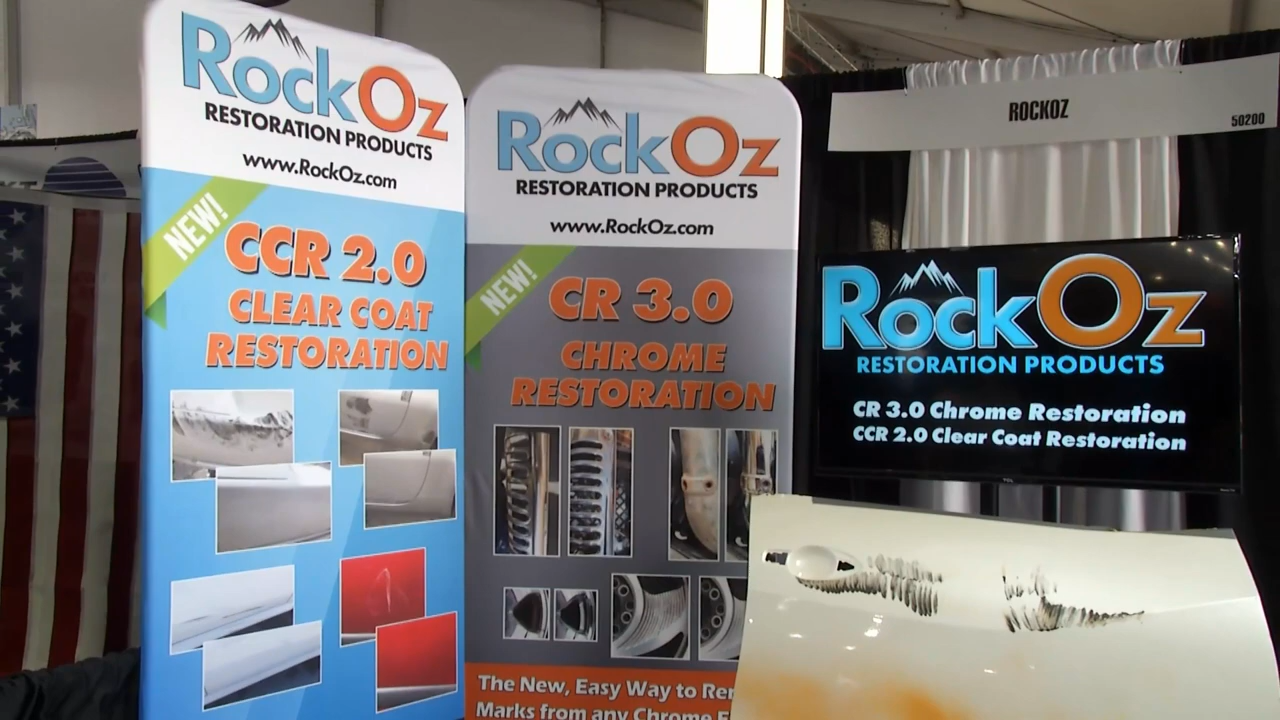 RockOz
RESTORATION PRODUCTS
www.RockOz.com
NEW!
CCR 2.0
CLEAR COAT
RESTORATION
RockOz
RESTORATION PRODUCTS
www.RockOz.com
NEW!
CR 3.0
CHROME
RESTORATION
The New, Easy Way to
Marks from any Chrome
ROCKOZ
50200
RockOz
RESTORATION PRODUCTS
CR 3.0 Chrome Restoration
CCR 2.0 Clear Coat Restoration
TCL